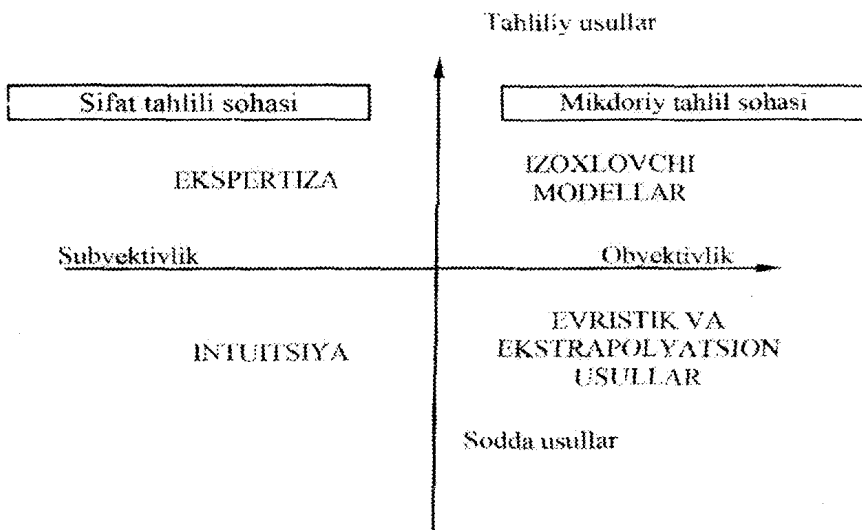 Tahliliy usullar
Sifat tahlili sohasi
Mikdoriy tahlil sohasi
EKSPERTIZA
IZOXLOVCHI
MODELLAR
Subyektivlik
Obyektivlik
INTUITSIYA
EVRISTIK VA
EKSTRAPOLYATSION
USULLAR
Sodda usullar